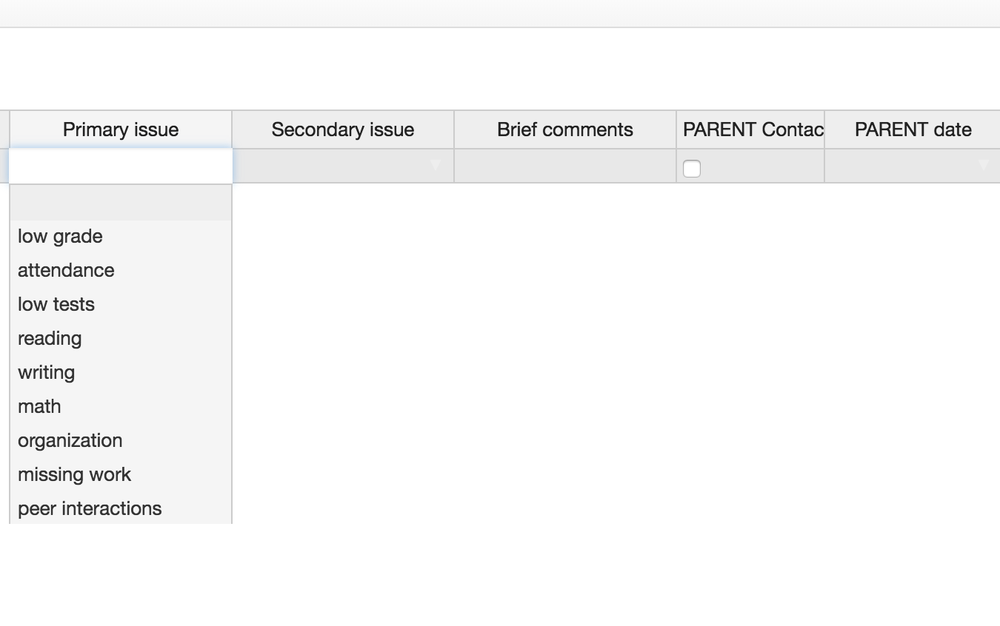 Primary issue Secondary issue Brief comments PARENT Contac PARENT date
low grade
attendance
low tests
reading
writing
math
organization
missing work
peer interactions